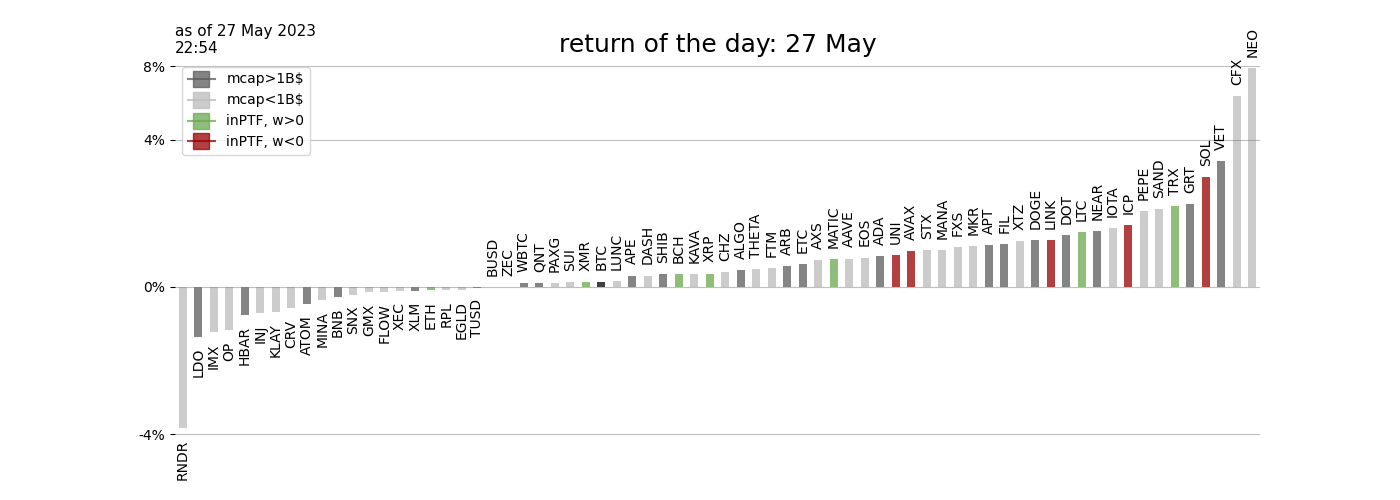 as of 27 May 2023
22:54
return of the day: 27 May
8%
4%
0%
-4%
mcap>1B$
mcap<1B$
inPTF, w>0
inPTF, w<0
RNDR
LDO
IMX
OP
HBAR
INJ
KLAY
CRV
ATOM
MINA
BNB
SNX
GMX
FLOW
XEC
XLM
ETH
RPL
EGLD
TUSD
BUSD
ZEC
WBTC
QNT
PAXG
SUI
XMR
BTC
LUNC
APE
DASH
SHIB
BCH
KAVA
XRP
CHZ
ALGO
THETA
FTM
ARB
ETC
AXS
MATIC
AAVE
EOS
ADA
UNI
AVAX
STX
MANA
FXS
MKR
APT
FIL
XTZ
DOGE
LINK
DOT
LTC
NEAR
IOTA
ICP
PEPE
SAND
TRX
GRT
SOL
VET
CFX
NEO